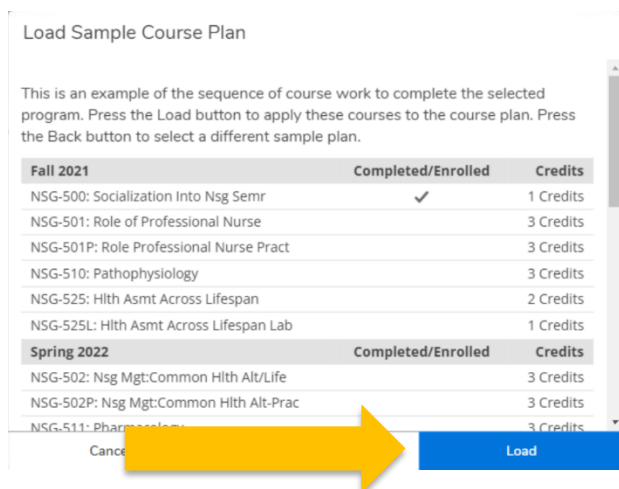 Load Sample Course Plan
This is an example of the sequence of course work to complete the selected
program. Press the Load button to apply these courses to the course plan. Press
the Back button to select a different sample plan.
Fall 2021 Completed/Enrolled Credits
NSG-500: Socialization Into Nsg Semr ✓ 1 Credits
NSG-501: Role of Professional Nurse 3 Credits
NSG-501P: Role Professional Nurse Pract 3 Credits
NSG-510: Pathophysiology 3 Credits
NSG-525: Hlth Asmt Across Lifespan 2 Credits
NSG-525L: Hlth Asmt Across Lifespan Lab 1 Credits
Spring 2022 Completed/Enrolled Credits
NSG-502: Nsg Mgt:Common Hlth Alt/Life 3 Credits
NSG-502P: Nsg Mgt:Common Hlth Alt-Prac 3 Credits
NSG-511: Pharmacology 3 Credits
Cance Load